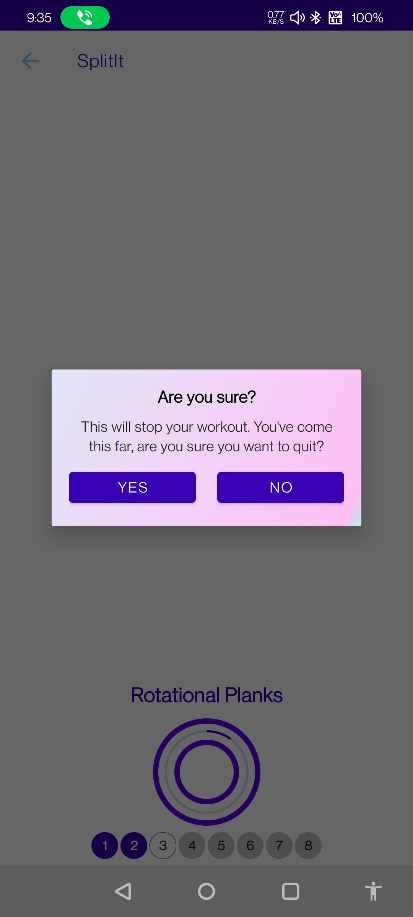 9:35 0.77 KB/S Vo LTE 100%
SplitIt
Are you sure?
This will stop your workout. You've come
this far, are you sure you want to quit?
YES NO
Rotational Planks
1 2 3 4 5 6 7 8